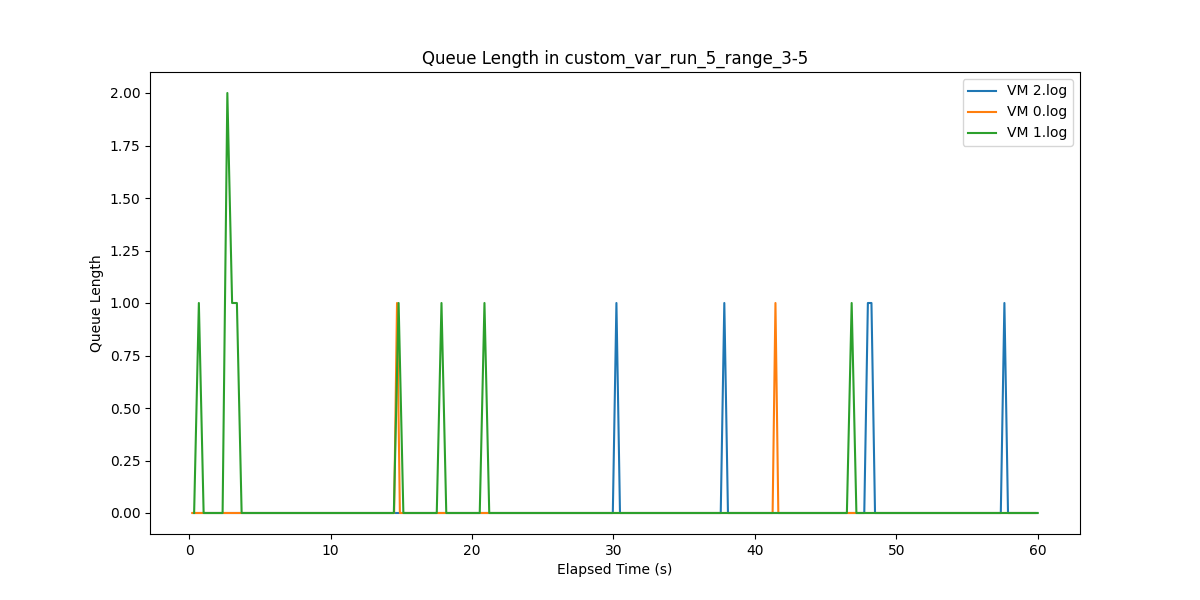 Queue Length in custom_var_run_5_range_3-5
VM 2.log
VM 0.log
VM 1.log
Queue Length
2.00
1.75
1.50
1.25
1.00
0.75
0.50
0.25
0.00
0
10
20
30
40
50
60
Elapsed Time (s)